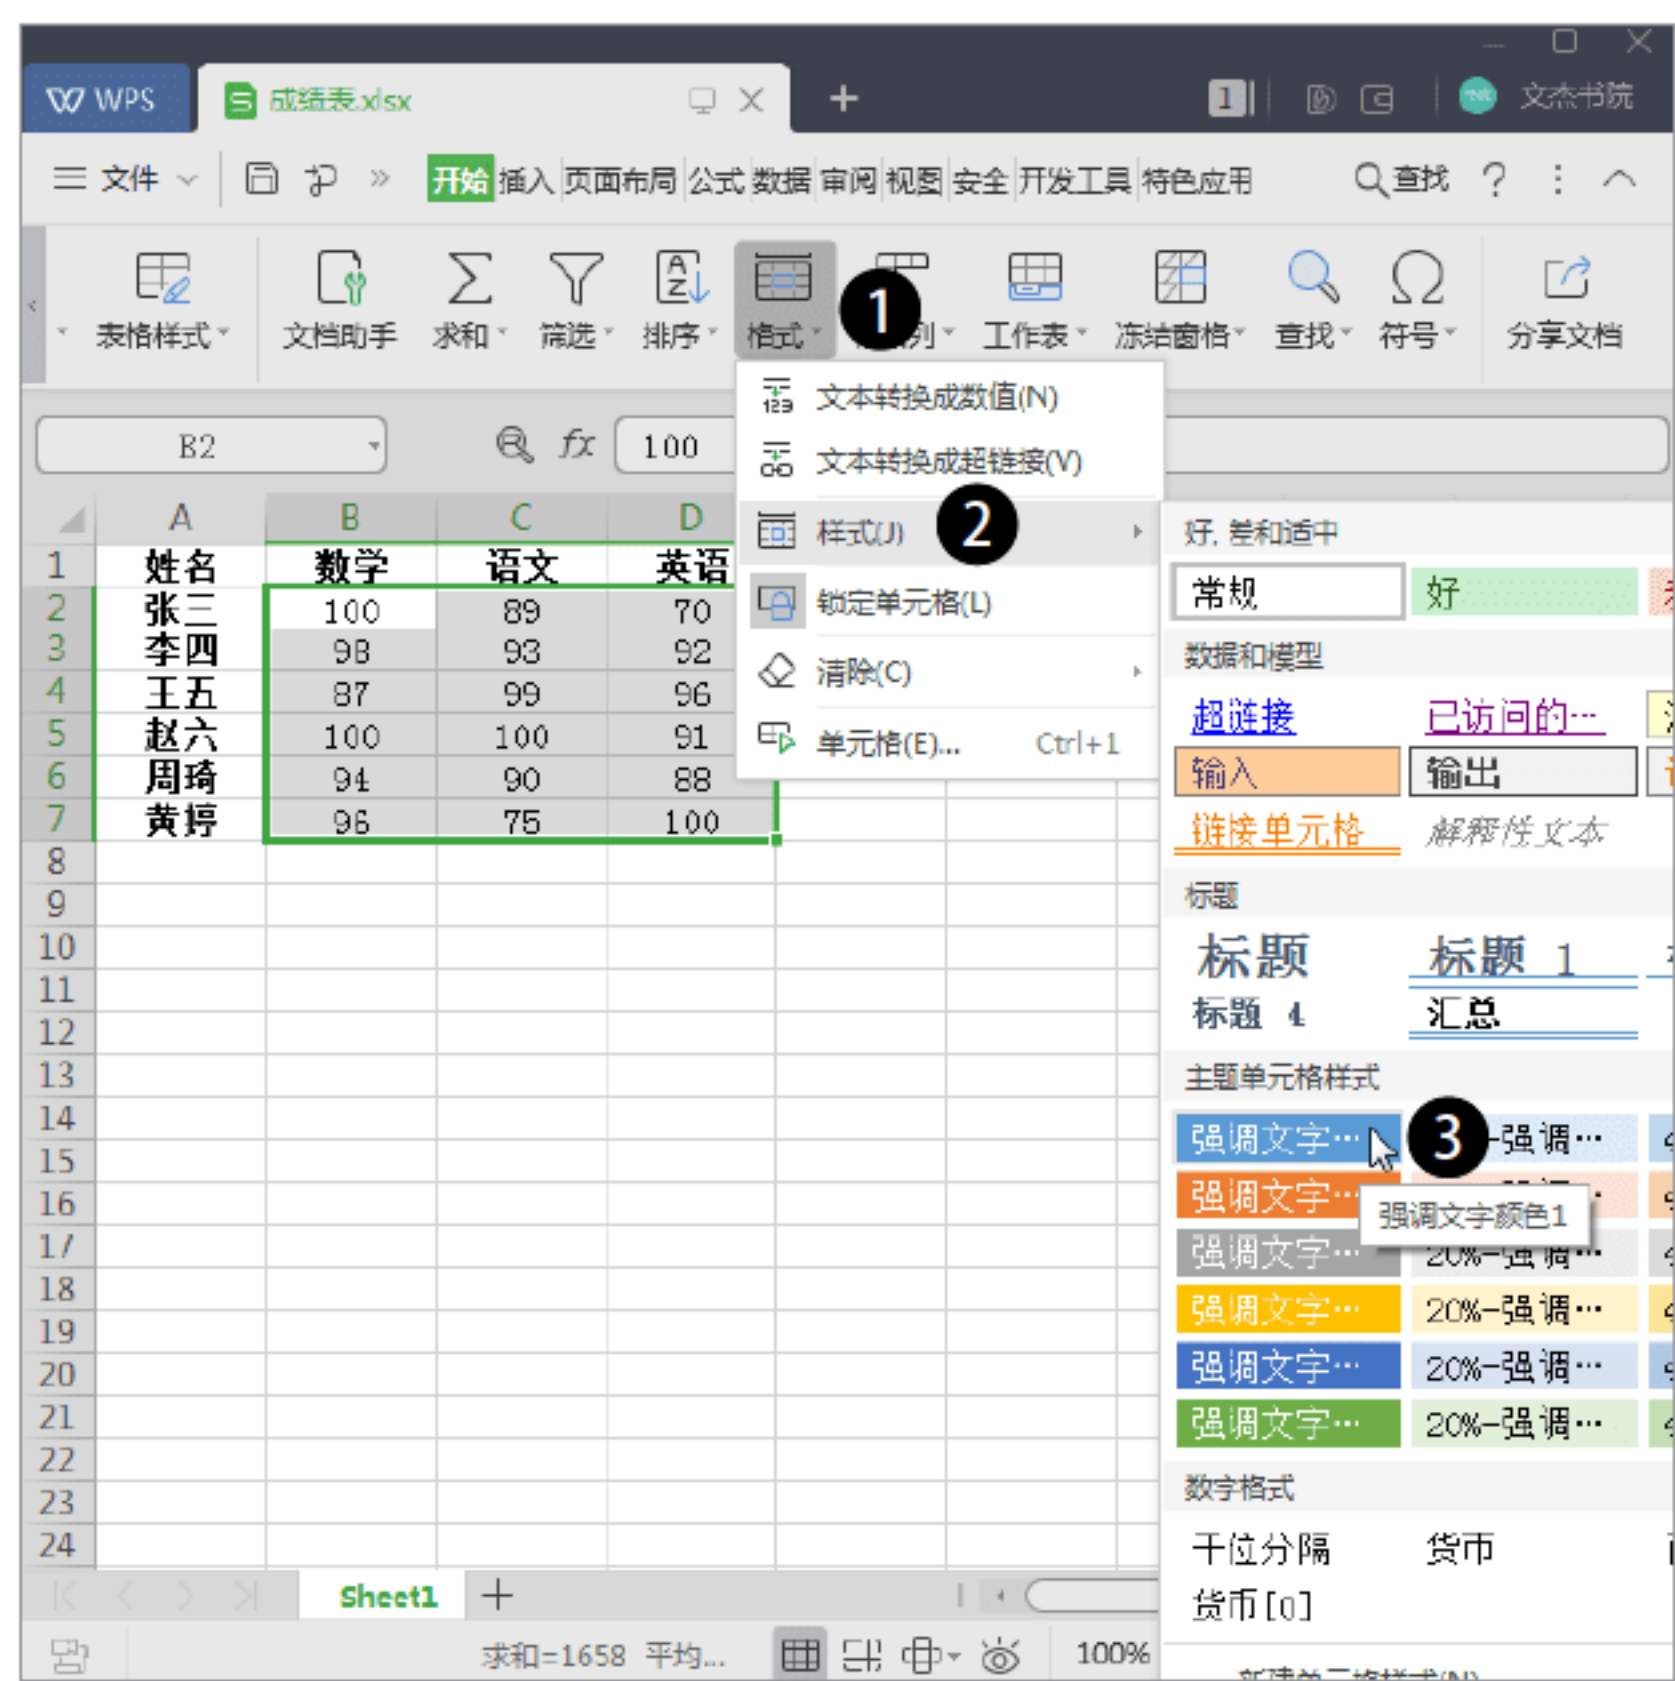 WPS 成绩表.xlsx 1 文杰书院
文件 开始 插入 页面布局 公式 数据 审阅 视图 安全 开发工具 特色应用 查找 ?
表格样式 文档助手 求和 筛选 排序 格式 1 列 工作表 冻结窗格 查找 符号 分享文档
B2 fx 100
文本转换成数值(N)
文本转换成超链接(V)
样式(J) 2
锁定单元格(L)
清除(C)
单元格(E)... Ctrl+1
A B C D
1 姓名 数学 语文 英语
2 张三 100 89 70
3 李四 98 93 92
4 王五 87 99 96
5 赵六 100 100 91
6 周琦 94 90 88
7 黄婷 96 75 100
8
9
10
11
12
13
14
15
16
17
18
19
20
21
22
23
24
好, 差和适中
常规 好
数据和模型
超链接 已访问的…
输入 输出
链接单元格 解释性文本
标题
标题 标题 1
标题 4 汇总
主题单元格样式
强调文字… 3 -强调…
强调文字…
强调文字颜色1
强调文字… 20%-强调…
强调文字… 20%-强调…
强调文字… 20%-强调…
强调文字… 20%-强调…
数字格式
千位分隔 货币
货币[0]
新建单元格样式(N)
Sheet1
求和=1658 平均... 100%